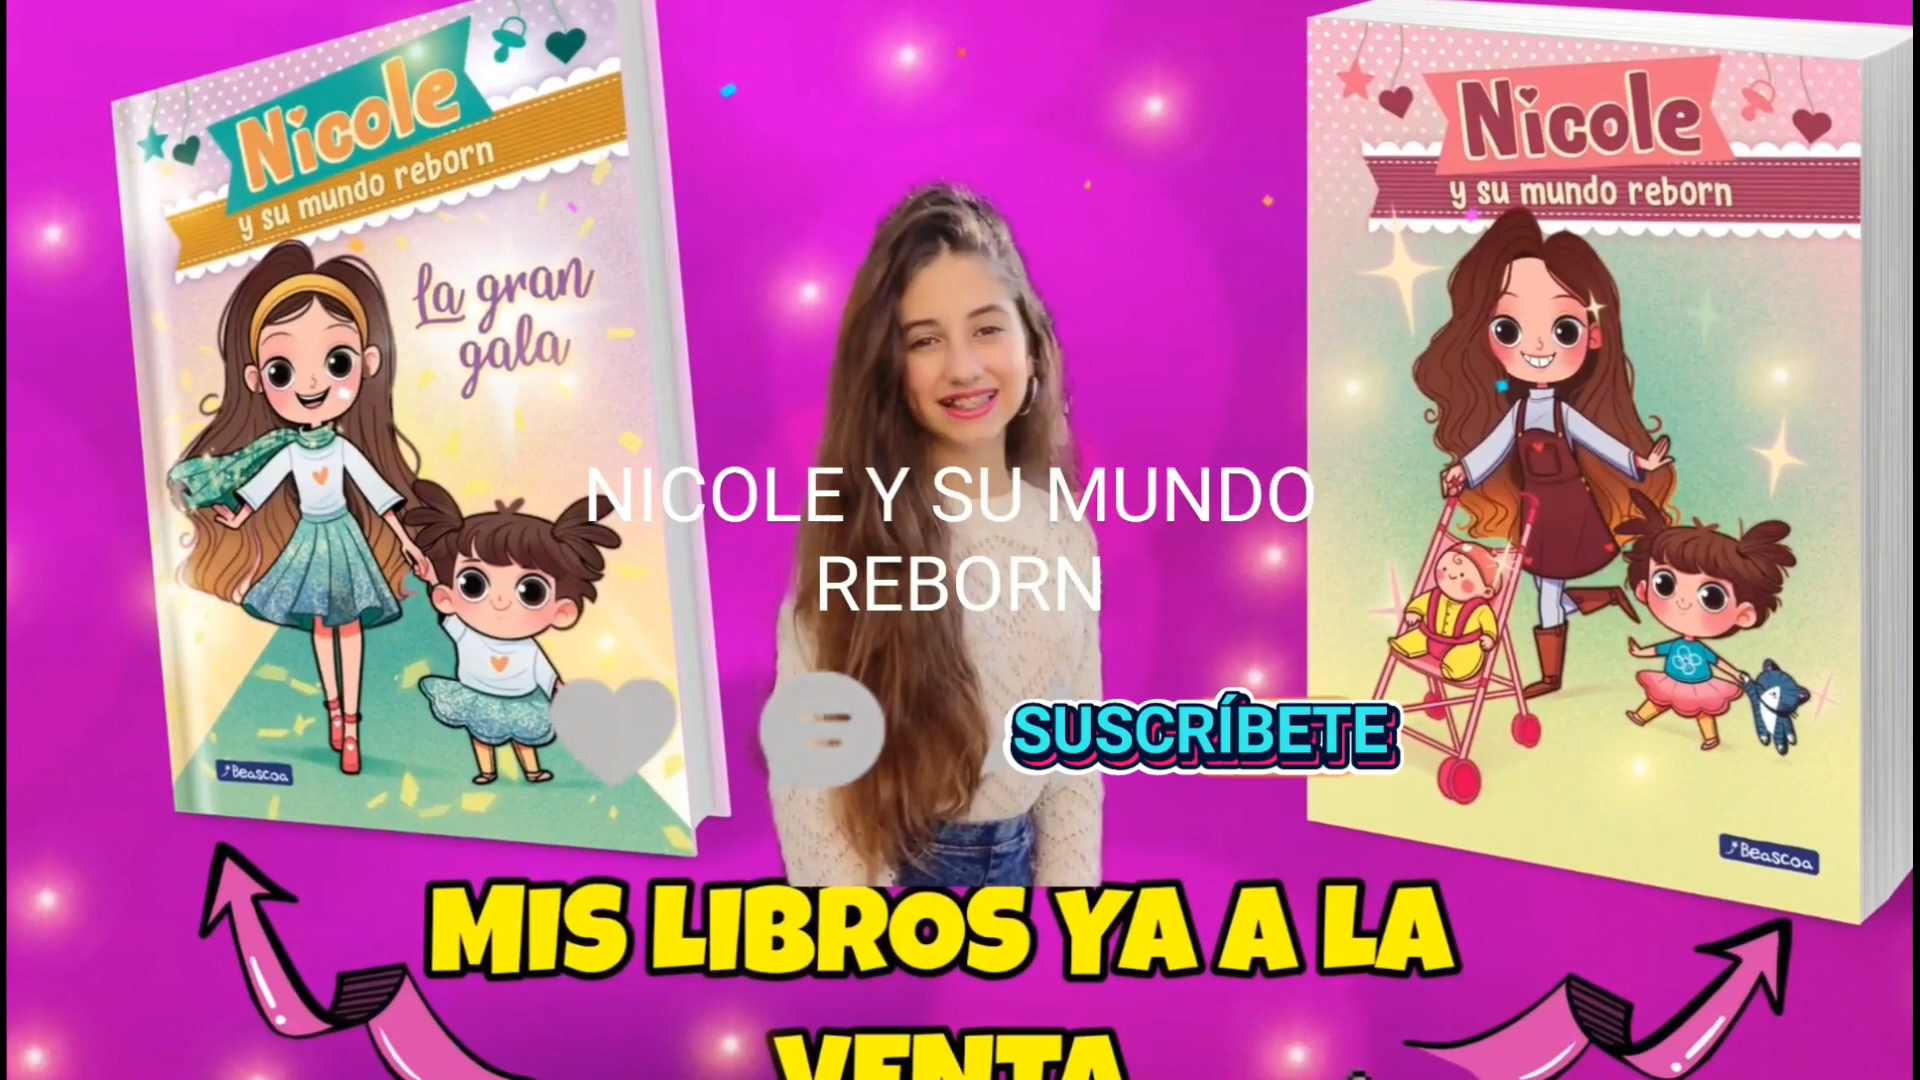 Nicole
y su mundo reborn
La gran
gala
Beascoa
Nicole
y su mundo reborn
Beascoa
NICOLE Y SU MUNDO
REBORN
SUSCRÍBETE
MIS LIBROS YA A LA
VENTA